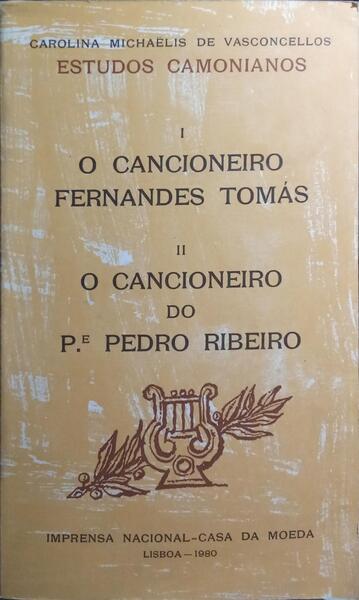 CAROLINA MICHAËLIS DE VASCONCELLOS
ESTUDOS CAMONIANOS
I
O CANCIONEIRO
FERNANDES TOMÁS
II
O CANCIONEIRO
DO
P.E PEDRO RIBEIRO
IMPRENSA NACIONAL-CASA DA MOEDA
LISBOA — 1980